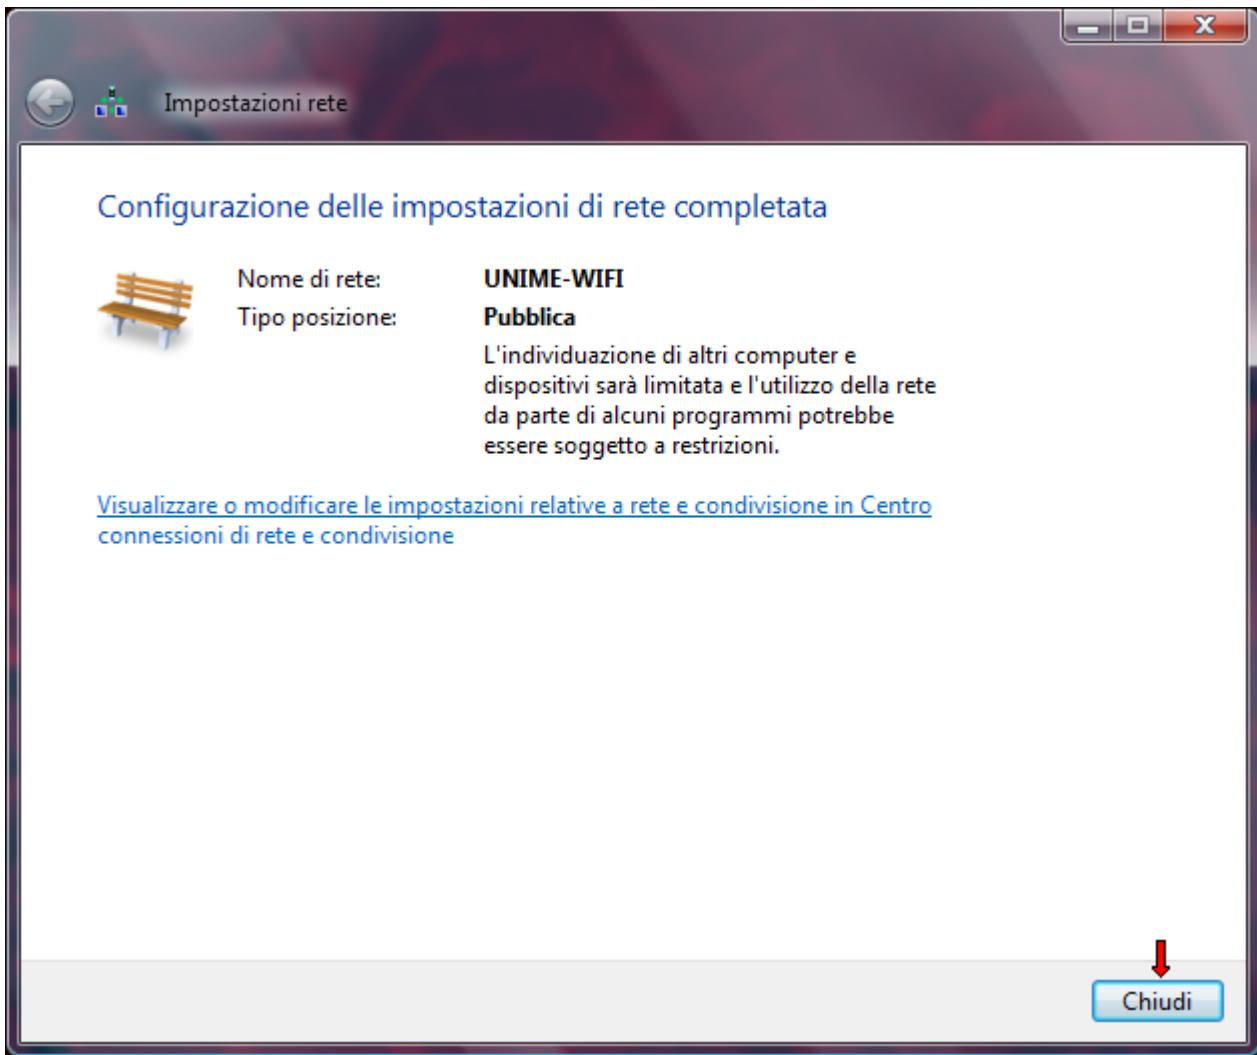 Impostazioni rete
Configurazione delle impostazioni di rete completata
Nome di rete: UNIME-WIFI
Tipo posizione: Pubblica
L'individuazione di altri computer e
dispositivi sarà limitata e l'utilizzo della rete
da parte di alcuni programmi potrebbe
essere soggetto a restrizioni.
Visualizzare o modificare le impostazioni relative a rete e condivisione in Centro
connessioni di rete e condivisione
Chiudi